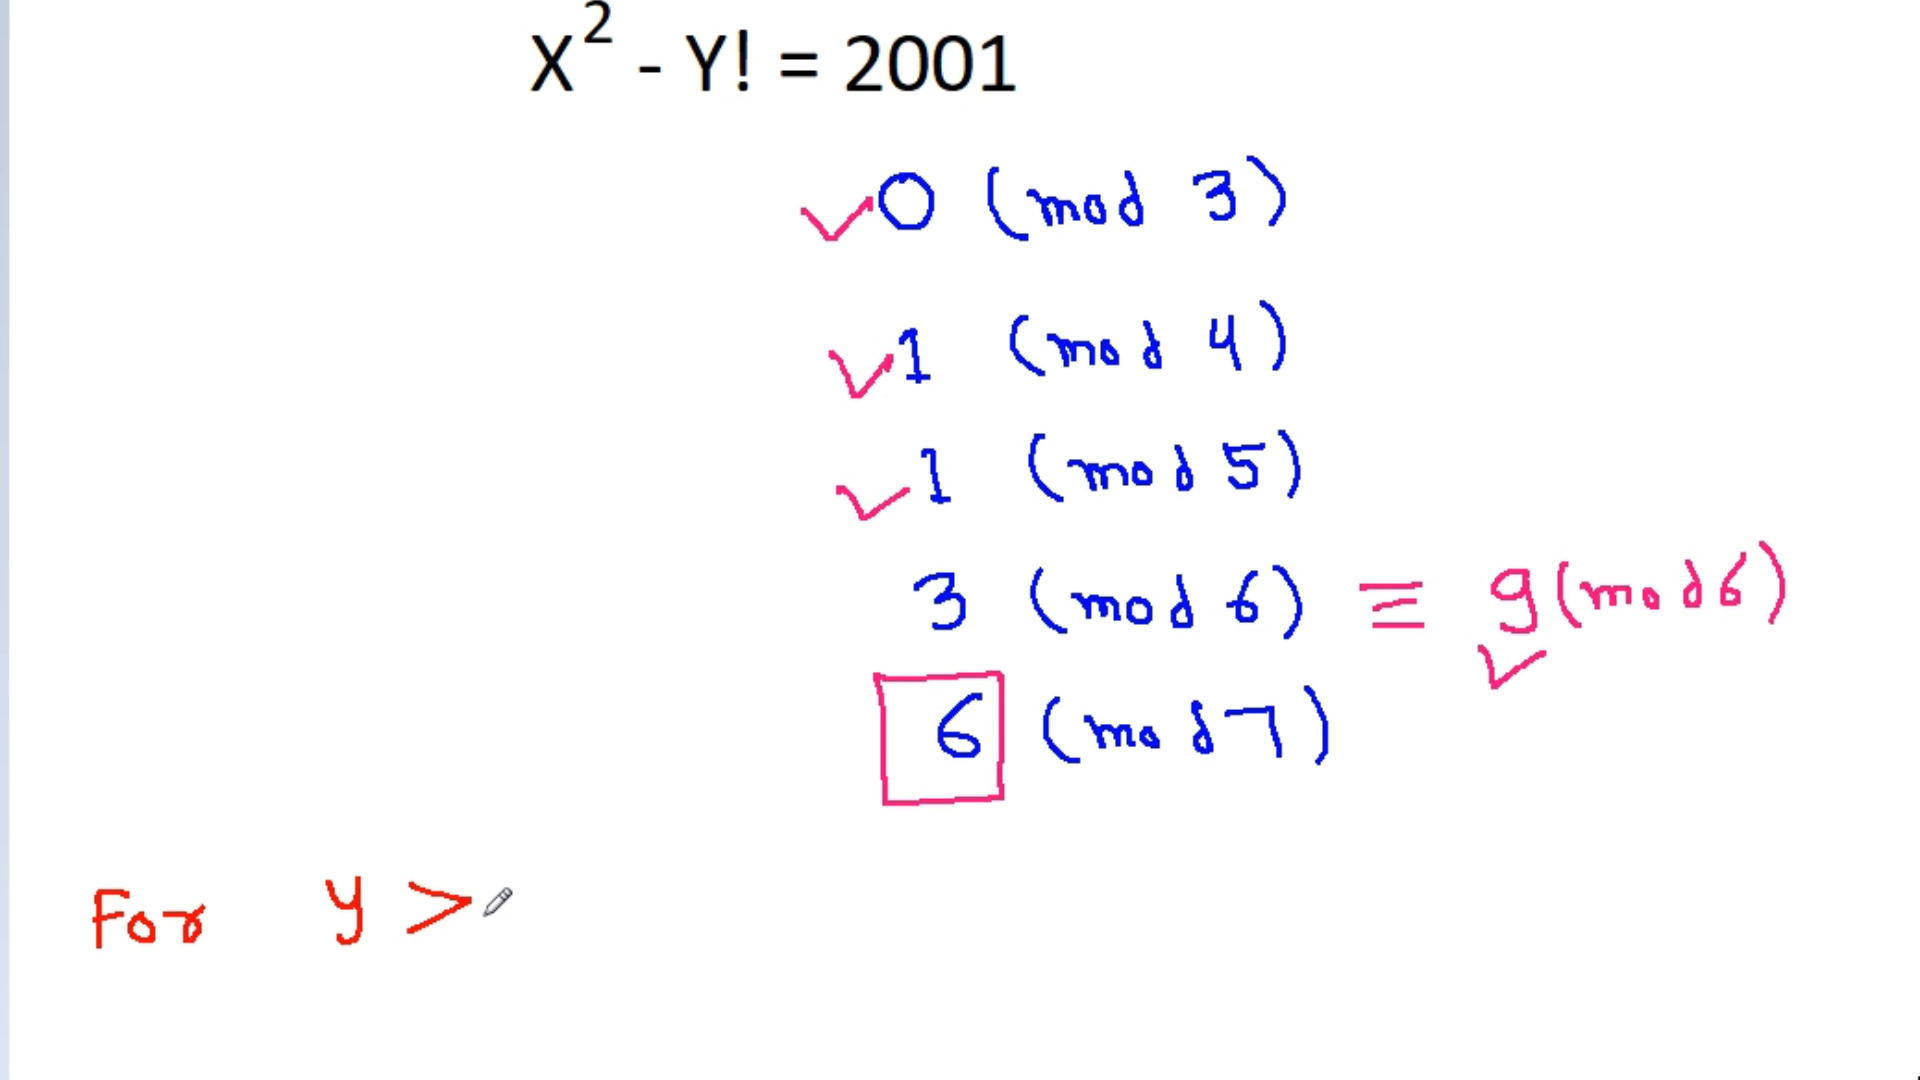 X² - Y! = 2001
0 (mod 3)
1 (mod 4)
1 (mod 5)
3 (mod 6) ≡ 9 (mod 6)
6 (mod 7)
For y >